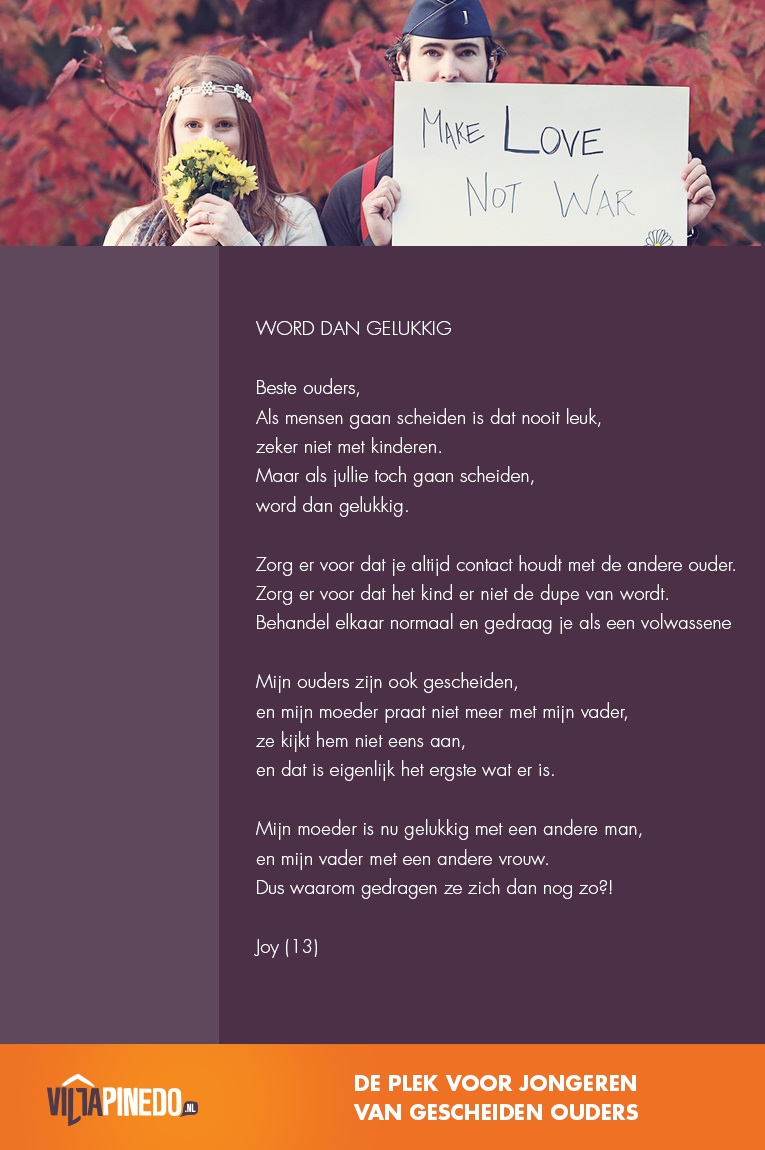 Make Love
Not War
WORD DAN GELUKKIG
Beste ouders,
Als mensen gaan scheiden is dat nooit leuk,
zeker niet met kinderen.
Maar als jullie toch gaan scheiden,
word dan gelukkig.
Zorg er voor dat je altijd contact houdt met de andere ouder.
Zorg er voor dat het kind er niet de dupe van wordt.
Behandel elkaar normaal en gedraag je als een volwassene
Mijn ouders zijn ook gescheiden,
en mijn moeder praat niet meer met mijn vader,
ze kijkt hem niet eens aan,
en dat is eigenlijk het ergste wat er is.
Mijn moeder is nu gelukkig met een andere man,
en mijn vader met een andere vrouw.
Dus waarom gedragen ze zich dan nog zo?!
Joy (13)
VILLAPINEDO.NL
DE PLEK VOOR JONGEREN
VAN GESCHEIDEN OUDERS